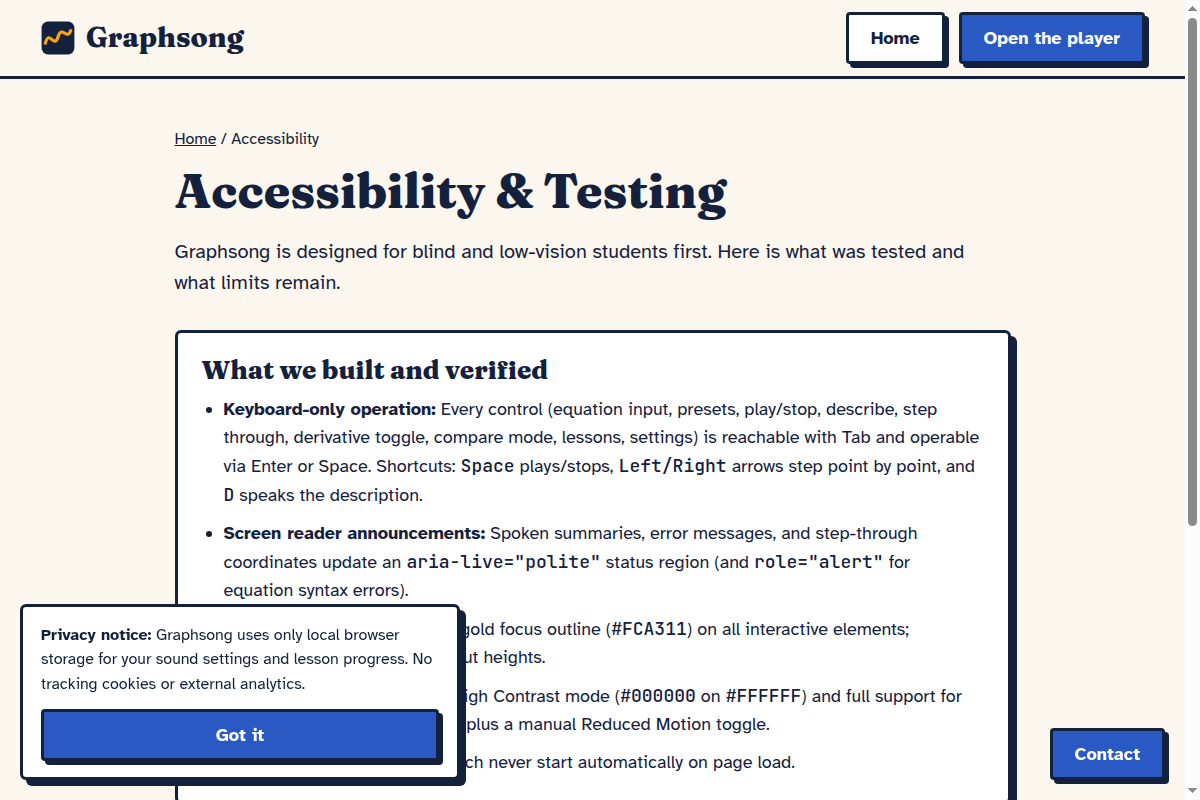 Graphsong
Home
Open the player
Home / Accessibility
Accessibility & Testing
Graphsong is designed for blind and low-vision students first. Here is what was tested and
what limits remain.
What we built and verified
Keyboard-only operation: Every control (equation input, presets, play/stop, describe, step
through, derivative toggle, compare mode, lessons, settings) is reachable with Tab and operable
via Enter or Space. Shortcuts: Space plays/stops, Left/Right arrows step point by point, and
D speaks the description.
Screen reader announcements: Spoken summaries, error messages, and step-through
coordinates update an aria-live="polite" status region (and role="alert" for
equation syntax errors).
gold focus outline (#FCA311) on all interactive elements;
heights.
Contrast mode (#000000 on #FFFFFF) and full support for
plus a manual Reduced Motion toggle.
never start automatically on page load.
Privacy notice: Graphsong uses only local browser
storage for your sound settings and lesson progress. No
tracking cookies or external analytics.
Got it
Contact